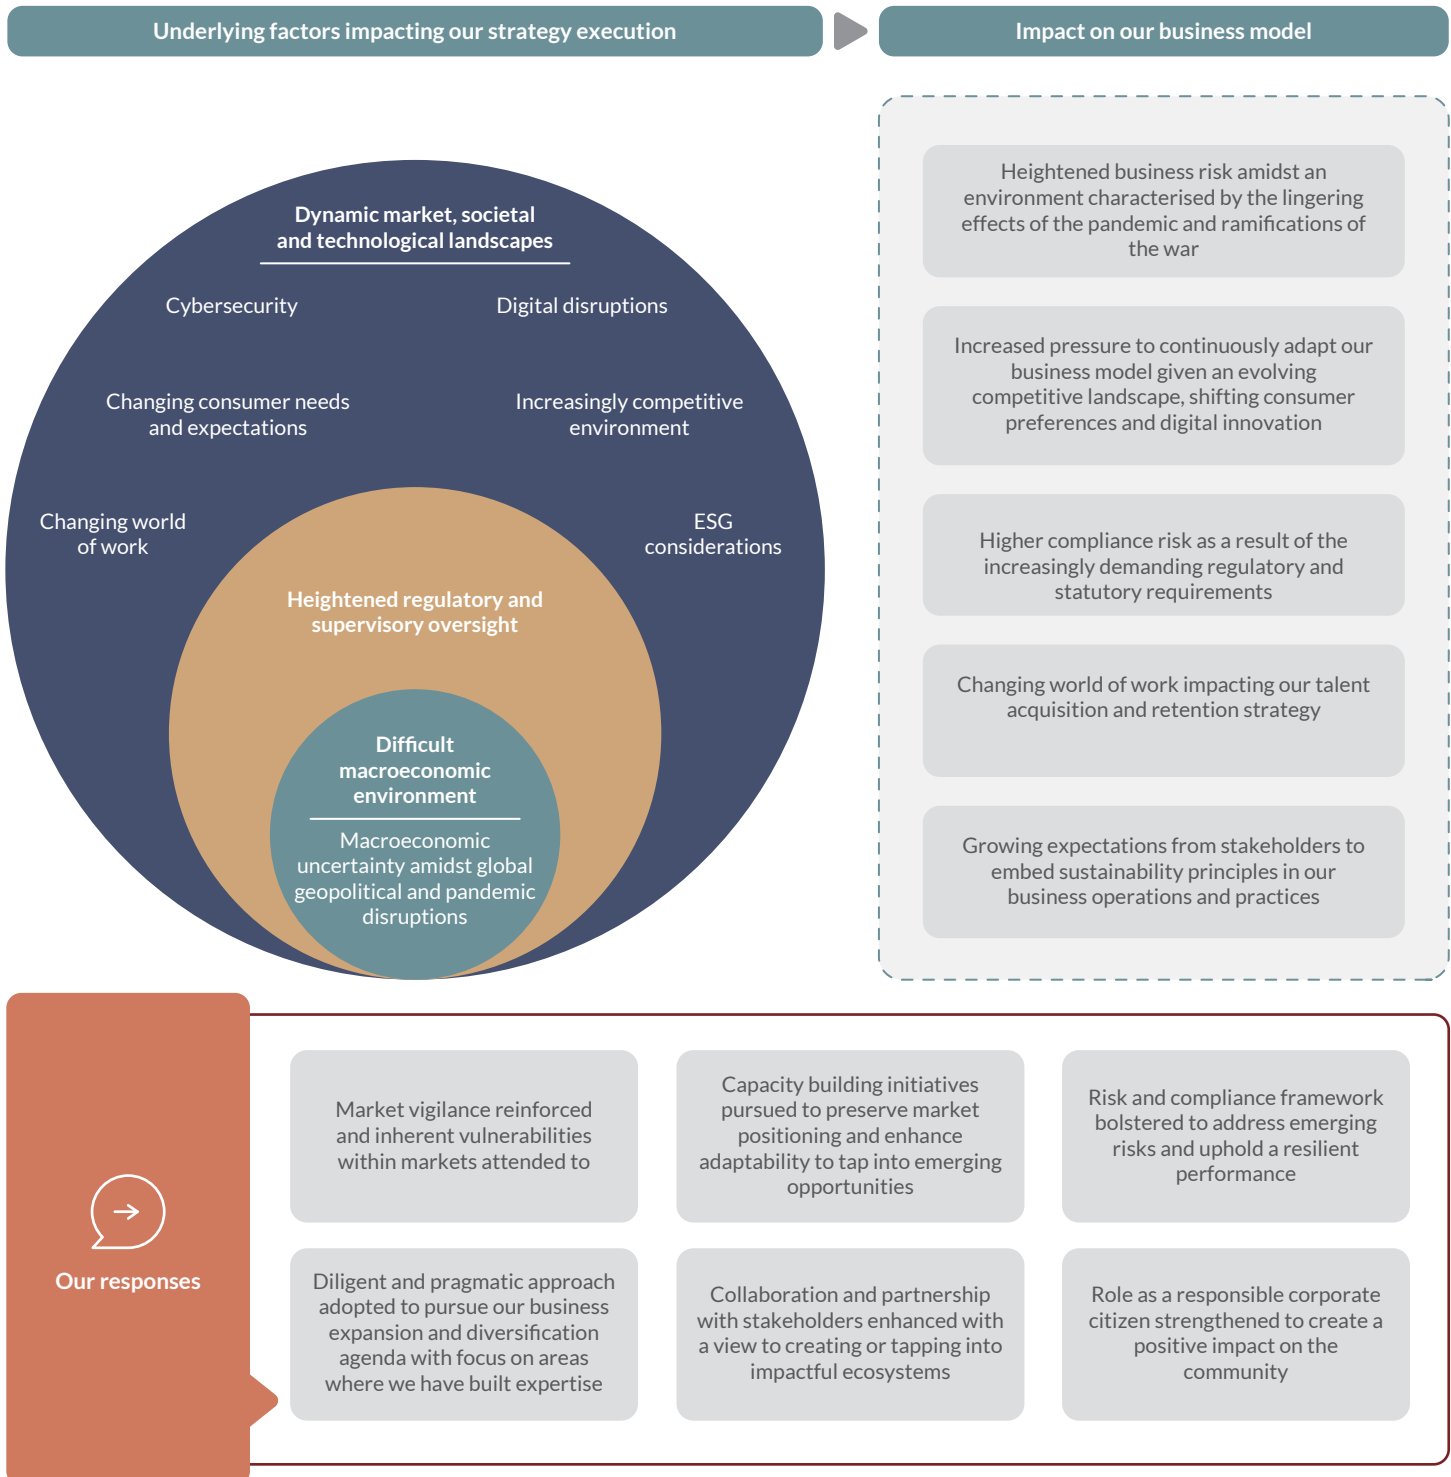 Underlying factors impacting our strategy execution
Impact on our business model
Dynamic market, societal
and technological landscapes
Cybersecurity
Digital disruptions
Changing consumer needs
and expectations
Increasingly competitive
environment
Changing world
of work
ESG
considerations
Heightened regulatory and
supervisory oversight
Difficult
macroeconomic
environment
Macroeconomic
uncertainty amidst global
geopolitical and pandemic
disruptions
Heightened business risk amidst an
environment characterised by the lingering
effects of the pandemic and ramifications of
the war
Increased pressure to continuously adapt our
business model given an evolving
competitive landscape, shifting consumer
preferences and digital innovation
Higher compliance risk as a result of the
increasingly demanding regulatory and
statutory requirements
Changing world of work impacting our talent
acquisition and retention strategy
Growing expectations from stakeholders to
embed sustainability principles in our
business operations and practices
Our responses
Market vigilance reinforced
and inherent vulnerabilities
within markets attended to
Capacity building initiatives
pursued to preserve market
positioning and enhance
adaptability to tap into emerging
opportunities
Risk and compliance framework
bolstered to address emerging
risks and uphold a resilient
performance
Diligent and pragmatic approach
adopted to pursue our business
expansion and diversification
agenda with focus on areas
where we have built expertise
Collaboration and partnership
with stakeholders enhanced with
a view to creating or tapping into
impactful ecosystems
Role as a responsible corporate
citizen strengthened to create a
positive impact on the
community